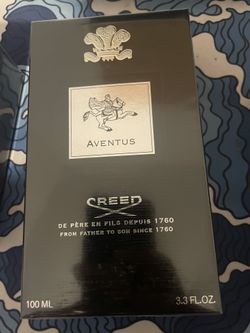 AVENTUS
CREED
DE PÈRE EN FILS DEPUIS 1760
FROM FATHER TO SON SINCE 1760
100 ML 3.3 FL.OZ